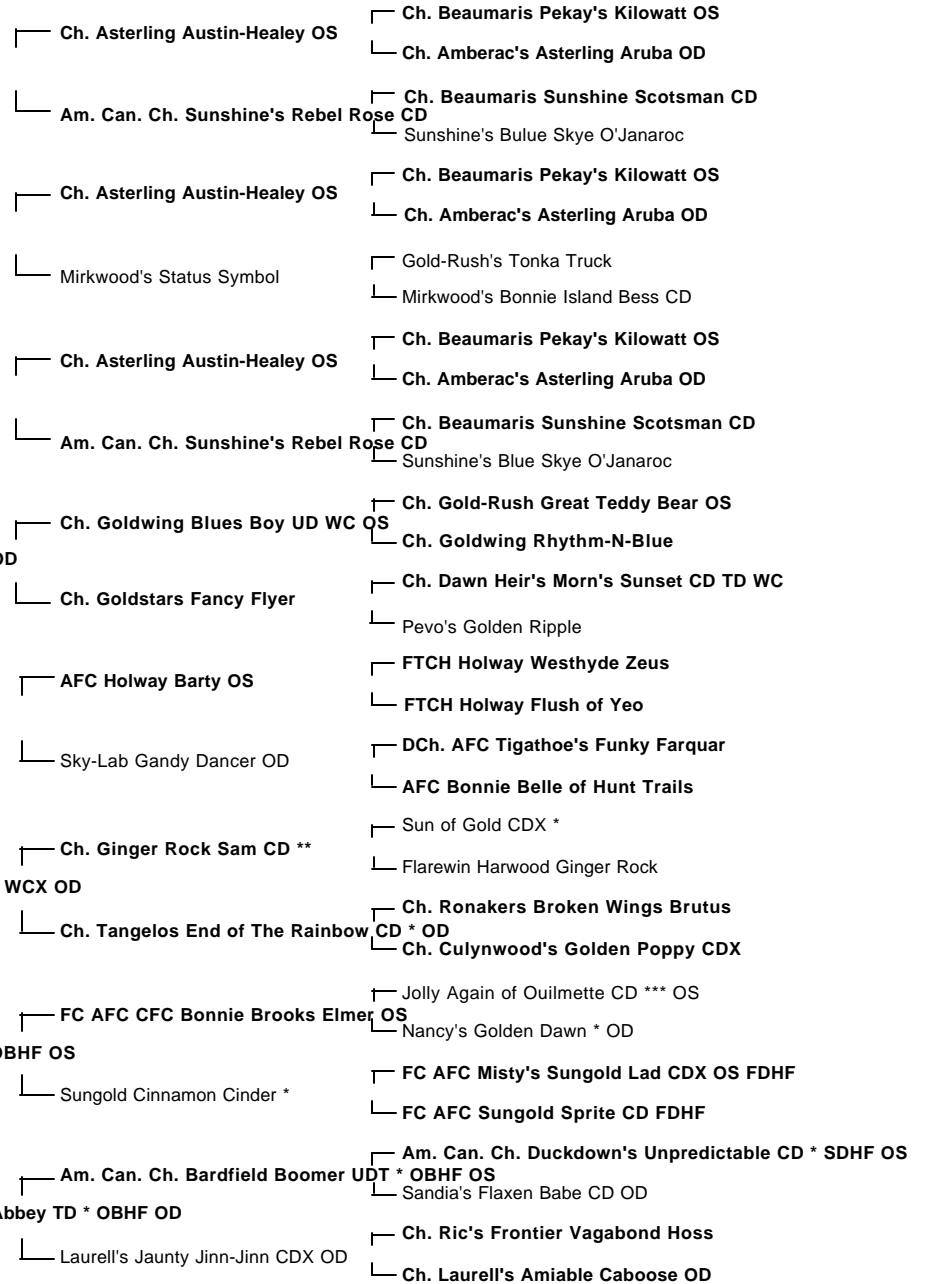 Ch. Beaumaris Pekay's Kilowatt OS
Ch. Asterling Austin-Healey OS
Ch. Amberac's Asterling Aruba OD
Ch. Beaumaris Sunshine Scotsman CD
Am. Can. Ch. Sunshine's Rebel Rose CD
Sunshine's Bulue Skye O'Janaroc
Ch. Beaumaris Pekay's Kilowatt OS
Ch. Asterling Austin-Healey OS
Ch. Amberac's Asterling Aruba OD
Gold-Rush's Tonka Truck
Mirkwood's Status Symbol
Mirkwood's Bonnie Island Bess CD
Ch. Beaumaris Pekay's Kilowatt OS
Ch. Asterling Austin-Healey OS
Ch. Amberac's Asterling Aruba OD
Ch. Beaumaris Sunshine Scotsman CD
Am. Can. Ch. Sunshine's Rebel Rose CD
Sunshine's Blue Skye O'Janaroc
Ch. Gold-Rush Great Teddy Bear OS
Ch. Goldwing Blues Boy UD WC OS
Ch. Goldwing Rhythm-N-Blue
OD
Ch. Dawn Heir's Morn's Sunset CD TD WC
Ch. Goldstars Fancy Flyer
Pevo's Golden Ripple
FTCH Holway Westhyde Zeus
AFC Holway Barty OS
FTCH Holway Flush of Yeo
DCh. AFC Tigathoe's Funky Farquar
Sky-Lab Gandy Dancer OD
AFC Bonnie Belle of Hunt Trails
Sun of Gold CDX *
Ch. Ginger Rock Sam CD **
Flarewin Harwood Ginger Rock
WCX OD
Ch. Ronakers Broken Wings Brutus
Ch. Tangelos End of The Rainbow CD * OD
Ch. Culynwood's Golden Poppy CDX
Jolly Again of Ouilmette CD *** OS
FC AFC CFC Bonnie Brooks Elmer OS
Nancy's Golden Dawn * OD
OBHF OS
FC AFC Misty's Sungold Lad CDX OS FDHF
Sungold Cinnamon Cinder *
FC AFC Sungold Sprite CD FDHF
Am. Can. Ch. Duckdown's Unpredictable CD * SDHF OS
Am. Can. Ch. Bardfield Boomer UDT * OBHF OS
Sandia's Flaxen Babe CD OD
Abbey TD * OBHF OD
Ch. Ric's Frontier Vagabond Hoss
Laurell's Jaunty Jinn-Jinn CDX OD
Ch. Laurell's Amiable Caboose OD